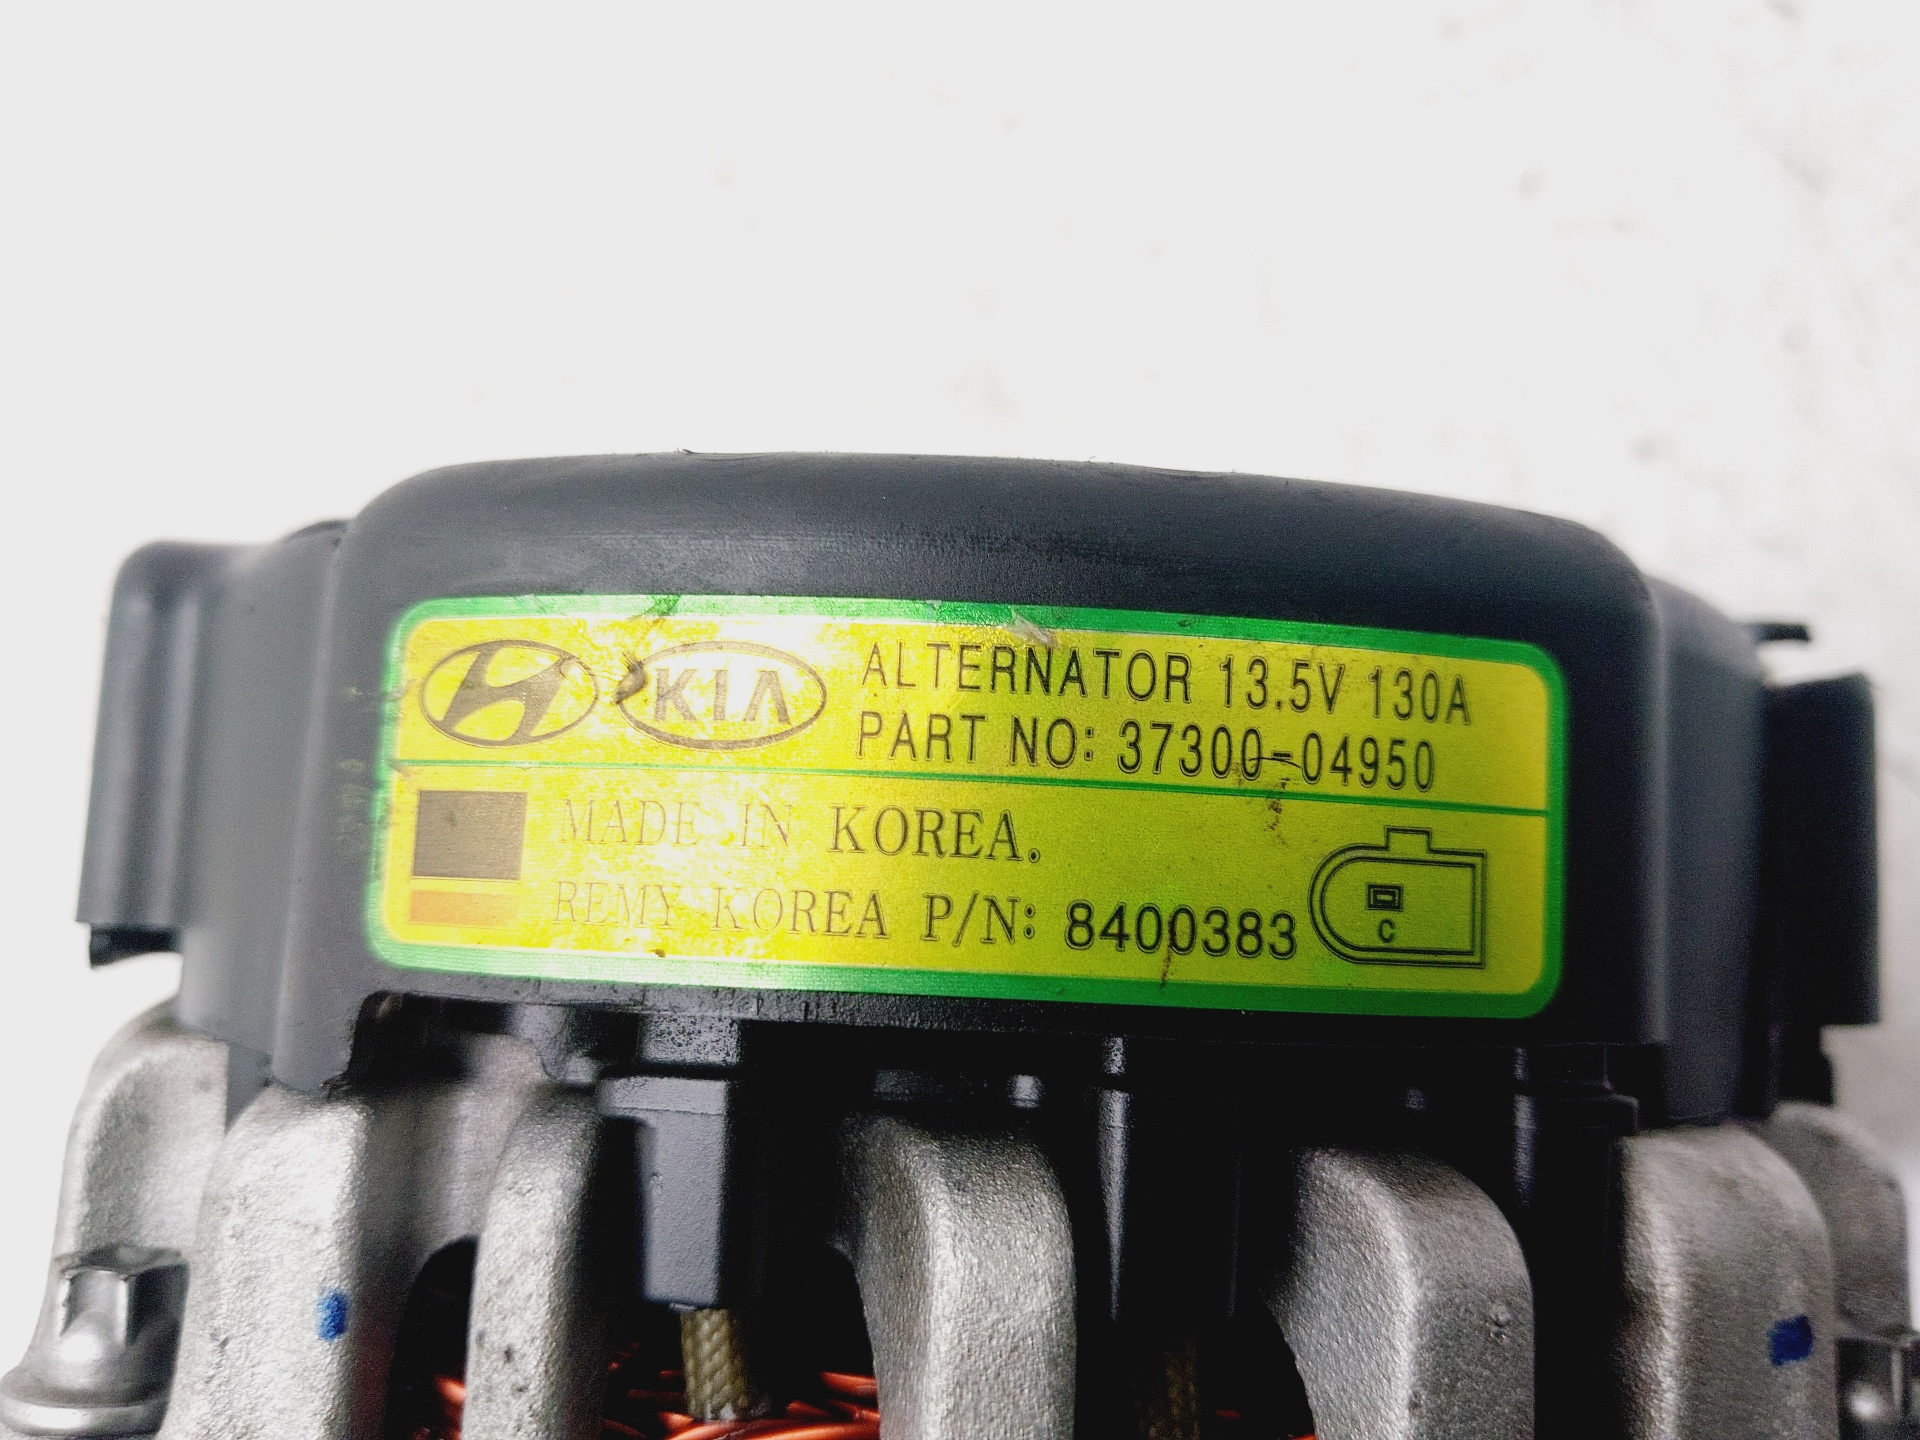 KIA
ALTERNATOR 13.5V 130A
PART NO: 37300-04950
MADE IN KOREA.
REMY KOREA P/N: 8400383
C